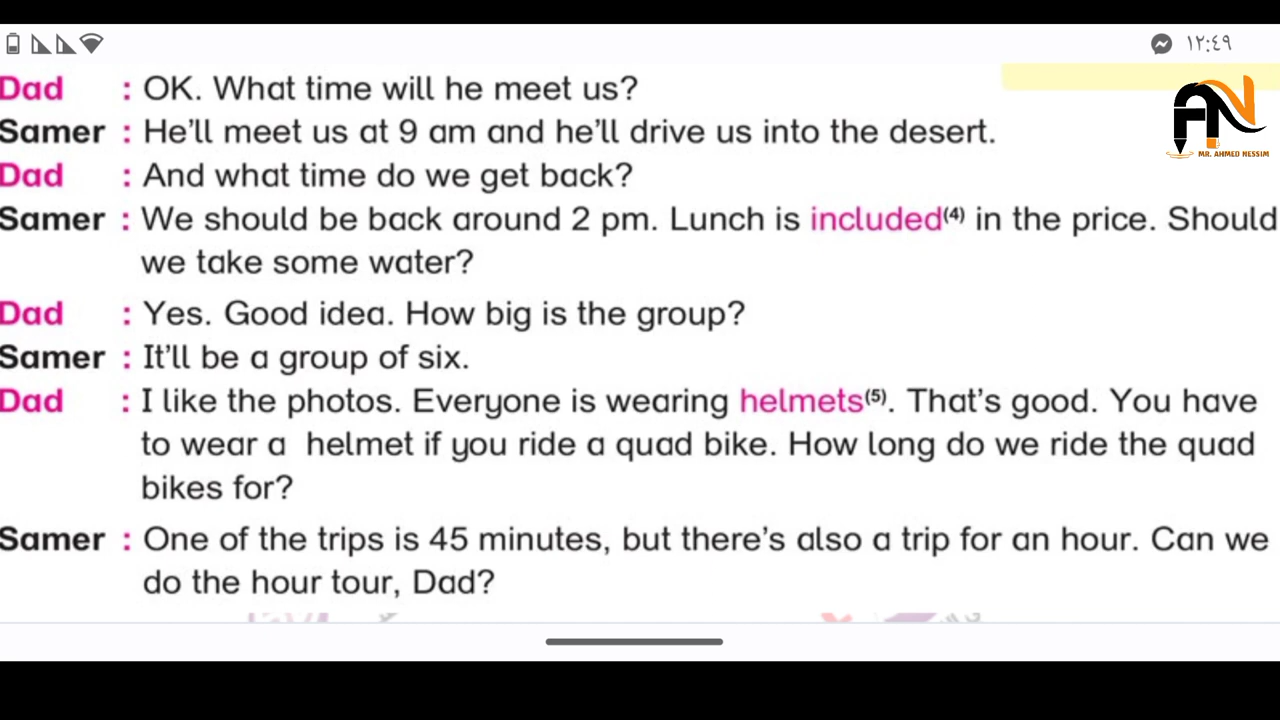 ١٢:٤٩
Dad : OK. What time will he meet us?
Samer : He'll meet us at 9 am and he'll drive us into the desert.
MR. AHMED NESSIM
Dad : And what time do we get back?
Samer : We should be back around 2 pm. Lunch is included(4) in the price. Should
we take some water?
Dad : Yes. Good idea. How big is the group?
Samer : It'll be a group of six.
Dad : I like the photos. Everyone is wearing helmets(5). That's good. You have
to wear a helmet if you ride a quad bike. How long do we ride the quad
bikes for?
Samer : One of the trips is 45 minutes, but there's also a trip for an hour. Can we
do the hour tour, Dad?